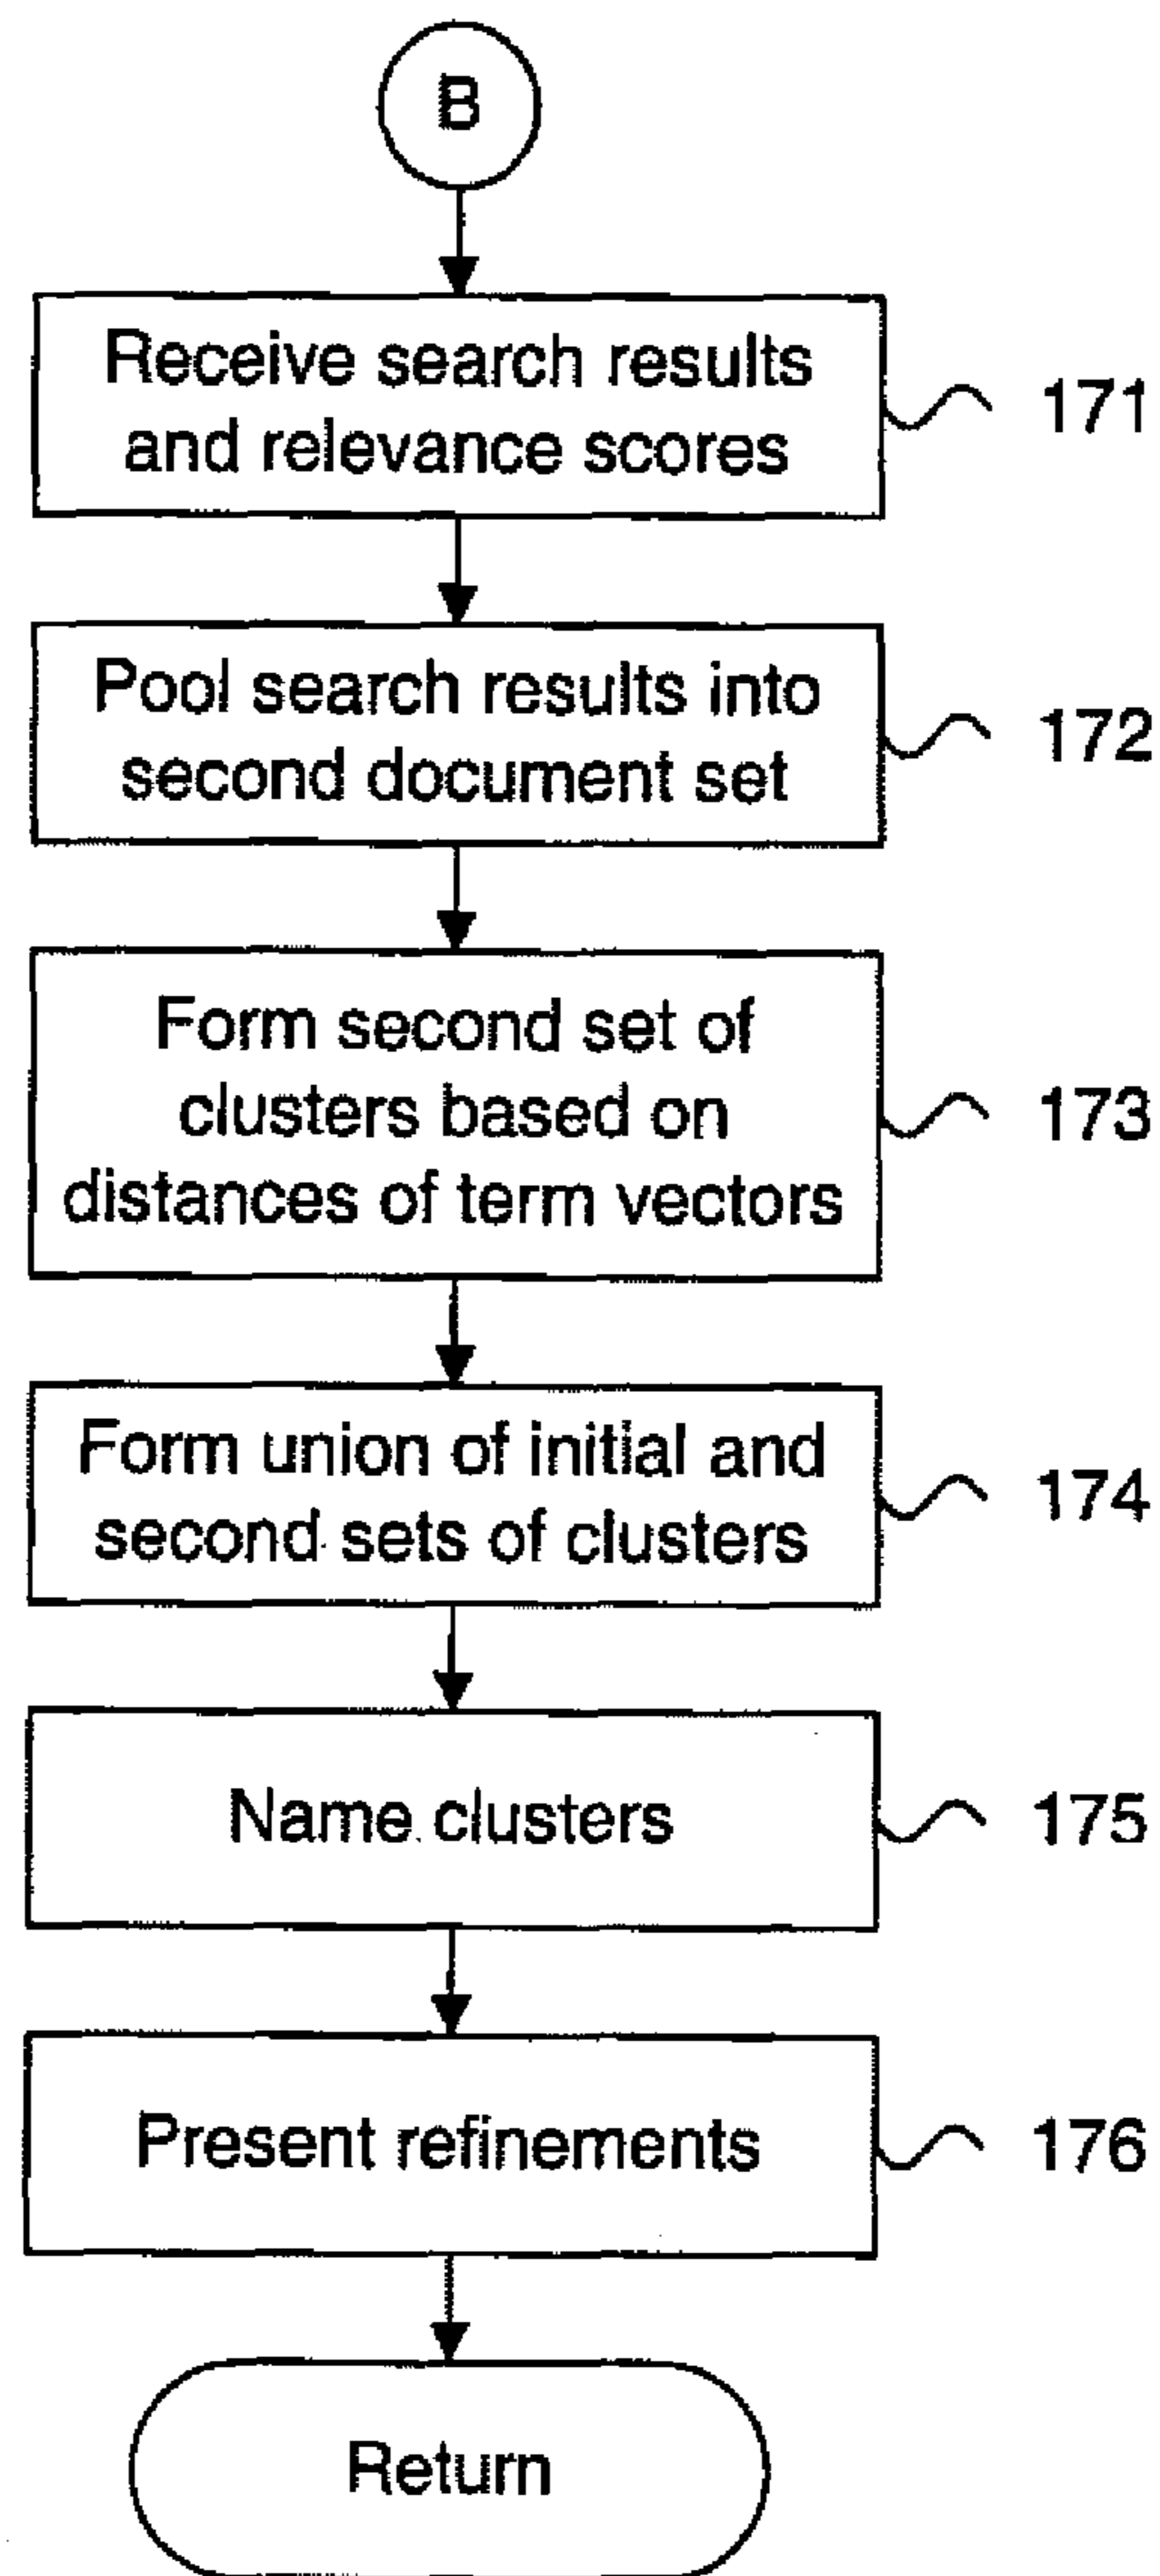 B
Receive search results
and relevance scores
171
Pool search results into
second document set
172
Form second set of
clusters based on
distances of term vectors
173
Form union of initial and
second sets of clusters
174
Name clusters
175
Present refinements
176
Return